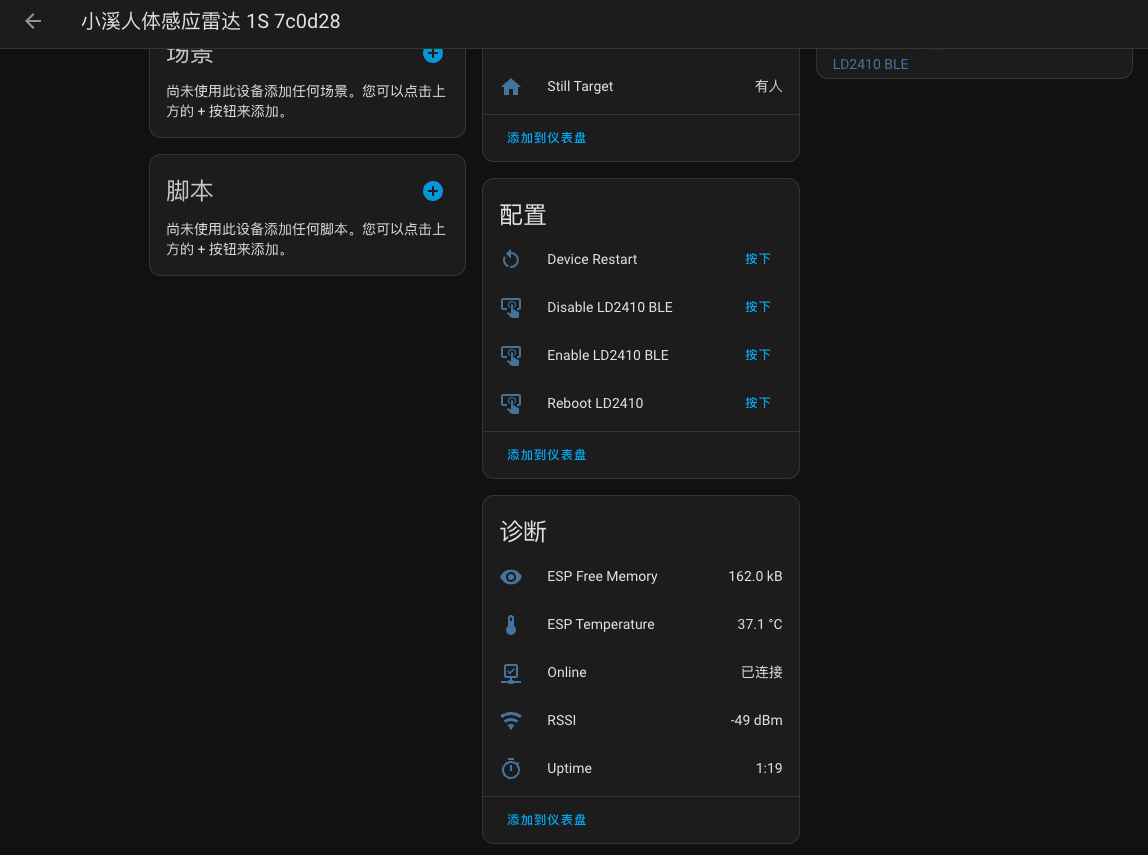 小溪人体感应雷达 1S 7c0d28
场景
尚未使用此设备添加任何场景。您可以点击上
方的 + 按钮来添加。
脚本
尚未使用此设备添加任何脚本。您可以点击上
方的 + 按钮来添加。
Still Target 有人
添加到仪表盘
配置
Device Restart 按下
Disable LD2410 BLE 按下
Enable LD2410 BLE 按下
Reboot LD2410 按下
添加到仪表盘
诊断
ESP Free Memory 162.0 kB
ESP Temperature 37.1 °C
Online 已连接
RSSI -49 dBm
Uptime 1:19
添加到仪表盘
LD2410 BLE